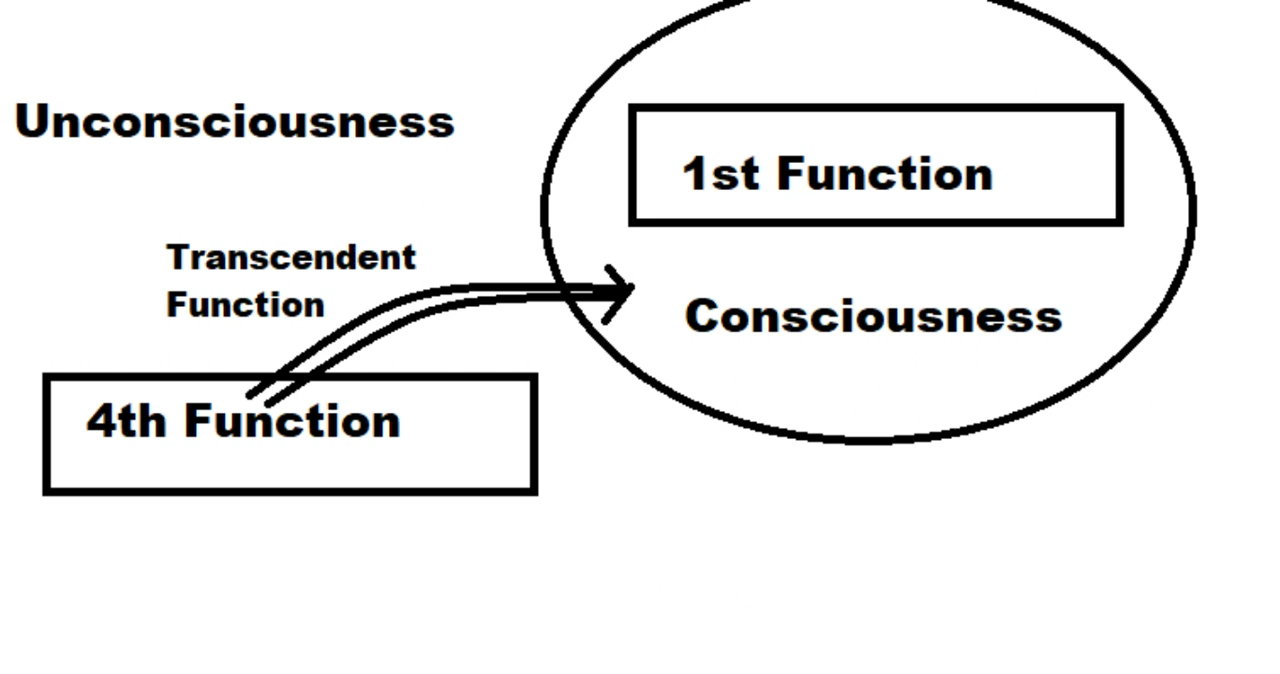 Unconsciousness
1st Function
Transcendent
Function
Consciousness
4th Function